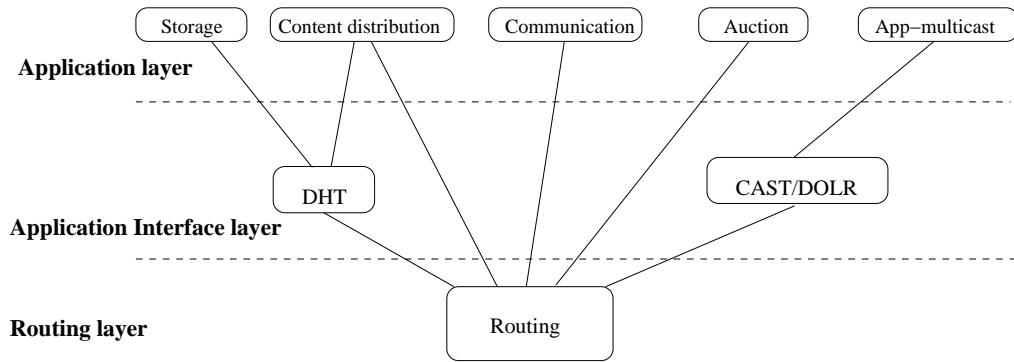 Storage
Content distribution
Communication
Auction
App−multicast
Application layer
DHT
CAST/DOLR
Application Interface layer
Routing
Routing layer